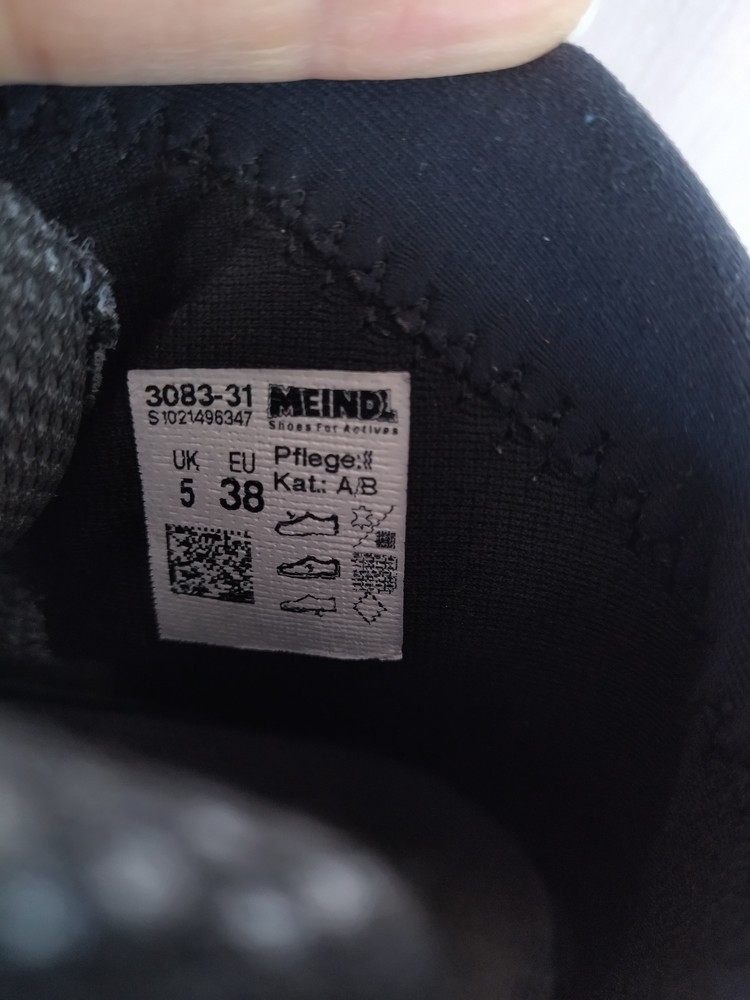 3083-31
S1021496347
MEINDL
Shoes For Actives
UK EU
5 38
Pflege:
Kat.: A/B